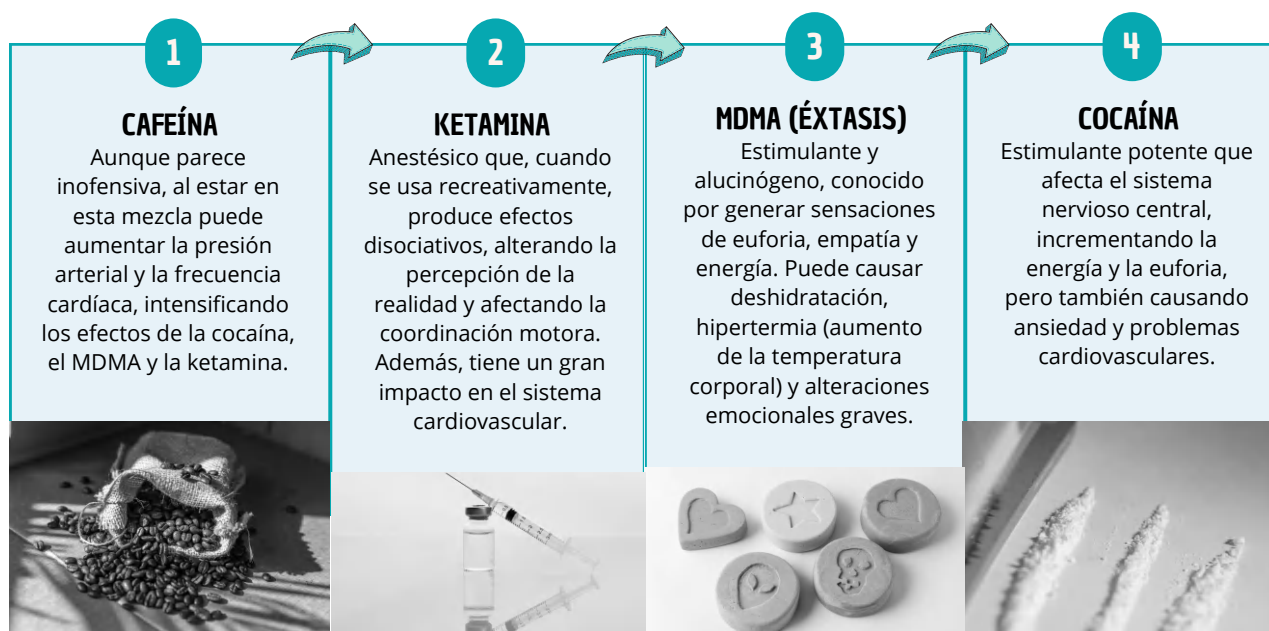 1
CAFEÍNA
Aunque parece
inofensiva, al estar en
esta mezcla puede
aumentar la presión
arterial y la frecuencia
cardíaca, intensificando
los efectos de la cocaína,
el MDMA y la ketamina.
2
KETAMINA
Anestésico que, cuando
se usa recreativamente,
produce efectos
disociativos, alterando la
percepción de la
realidad y afectando la
coordinación motora.
Además, tiene un gran
impacto en el sistema
cardiovascular.
3
MDMA (ÉXTASIS)
Estimulante y
alucinógeno, conocido
por generar sensaciones
de euforia, empatía y
energía. Puede causar
deshidratación,
hipertermia (aumento
de la temperatura
corporal) y alteraciones
emocionales graves.
4
COCAÍNA
Estimulante potente que
afecta el sistema
nervioso central,
incrementando la
energía y la euforia,
pero también causando
ansiedad y problemas
cardiovasculares.